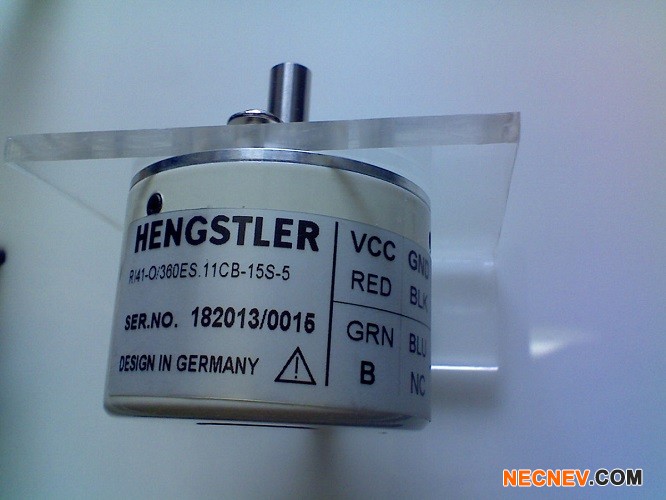 HENGSTLER
RI41-O/360ES.11CB-15S-5
SER.NO. 182013/0015
DESIGN IN GERMANY
VCC GND
RED BLK
GRN BLU
B NC
NECNEV.COM